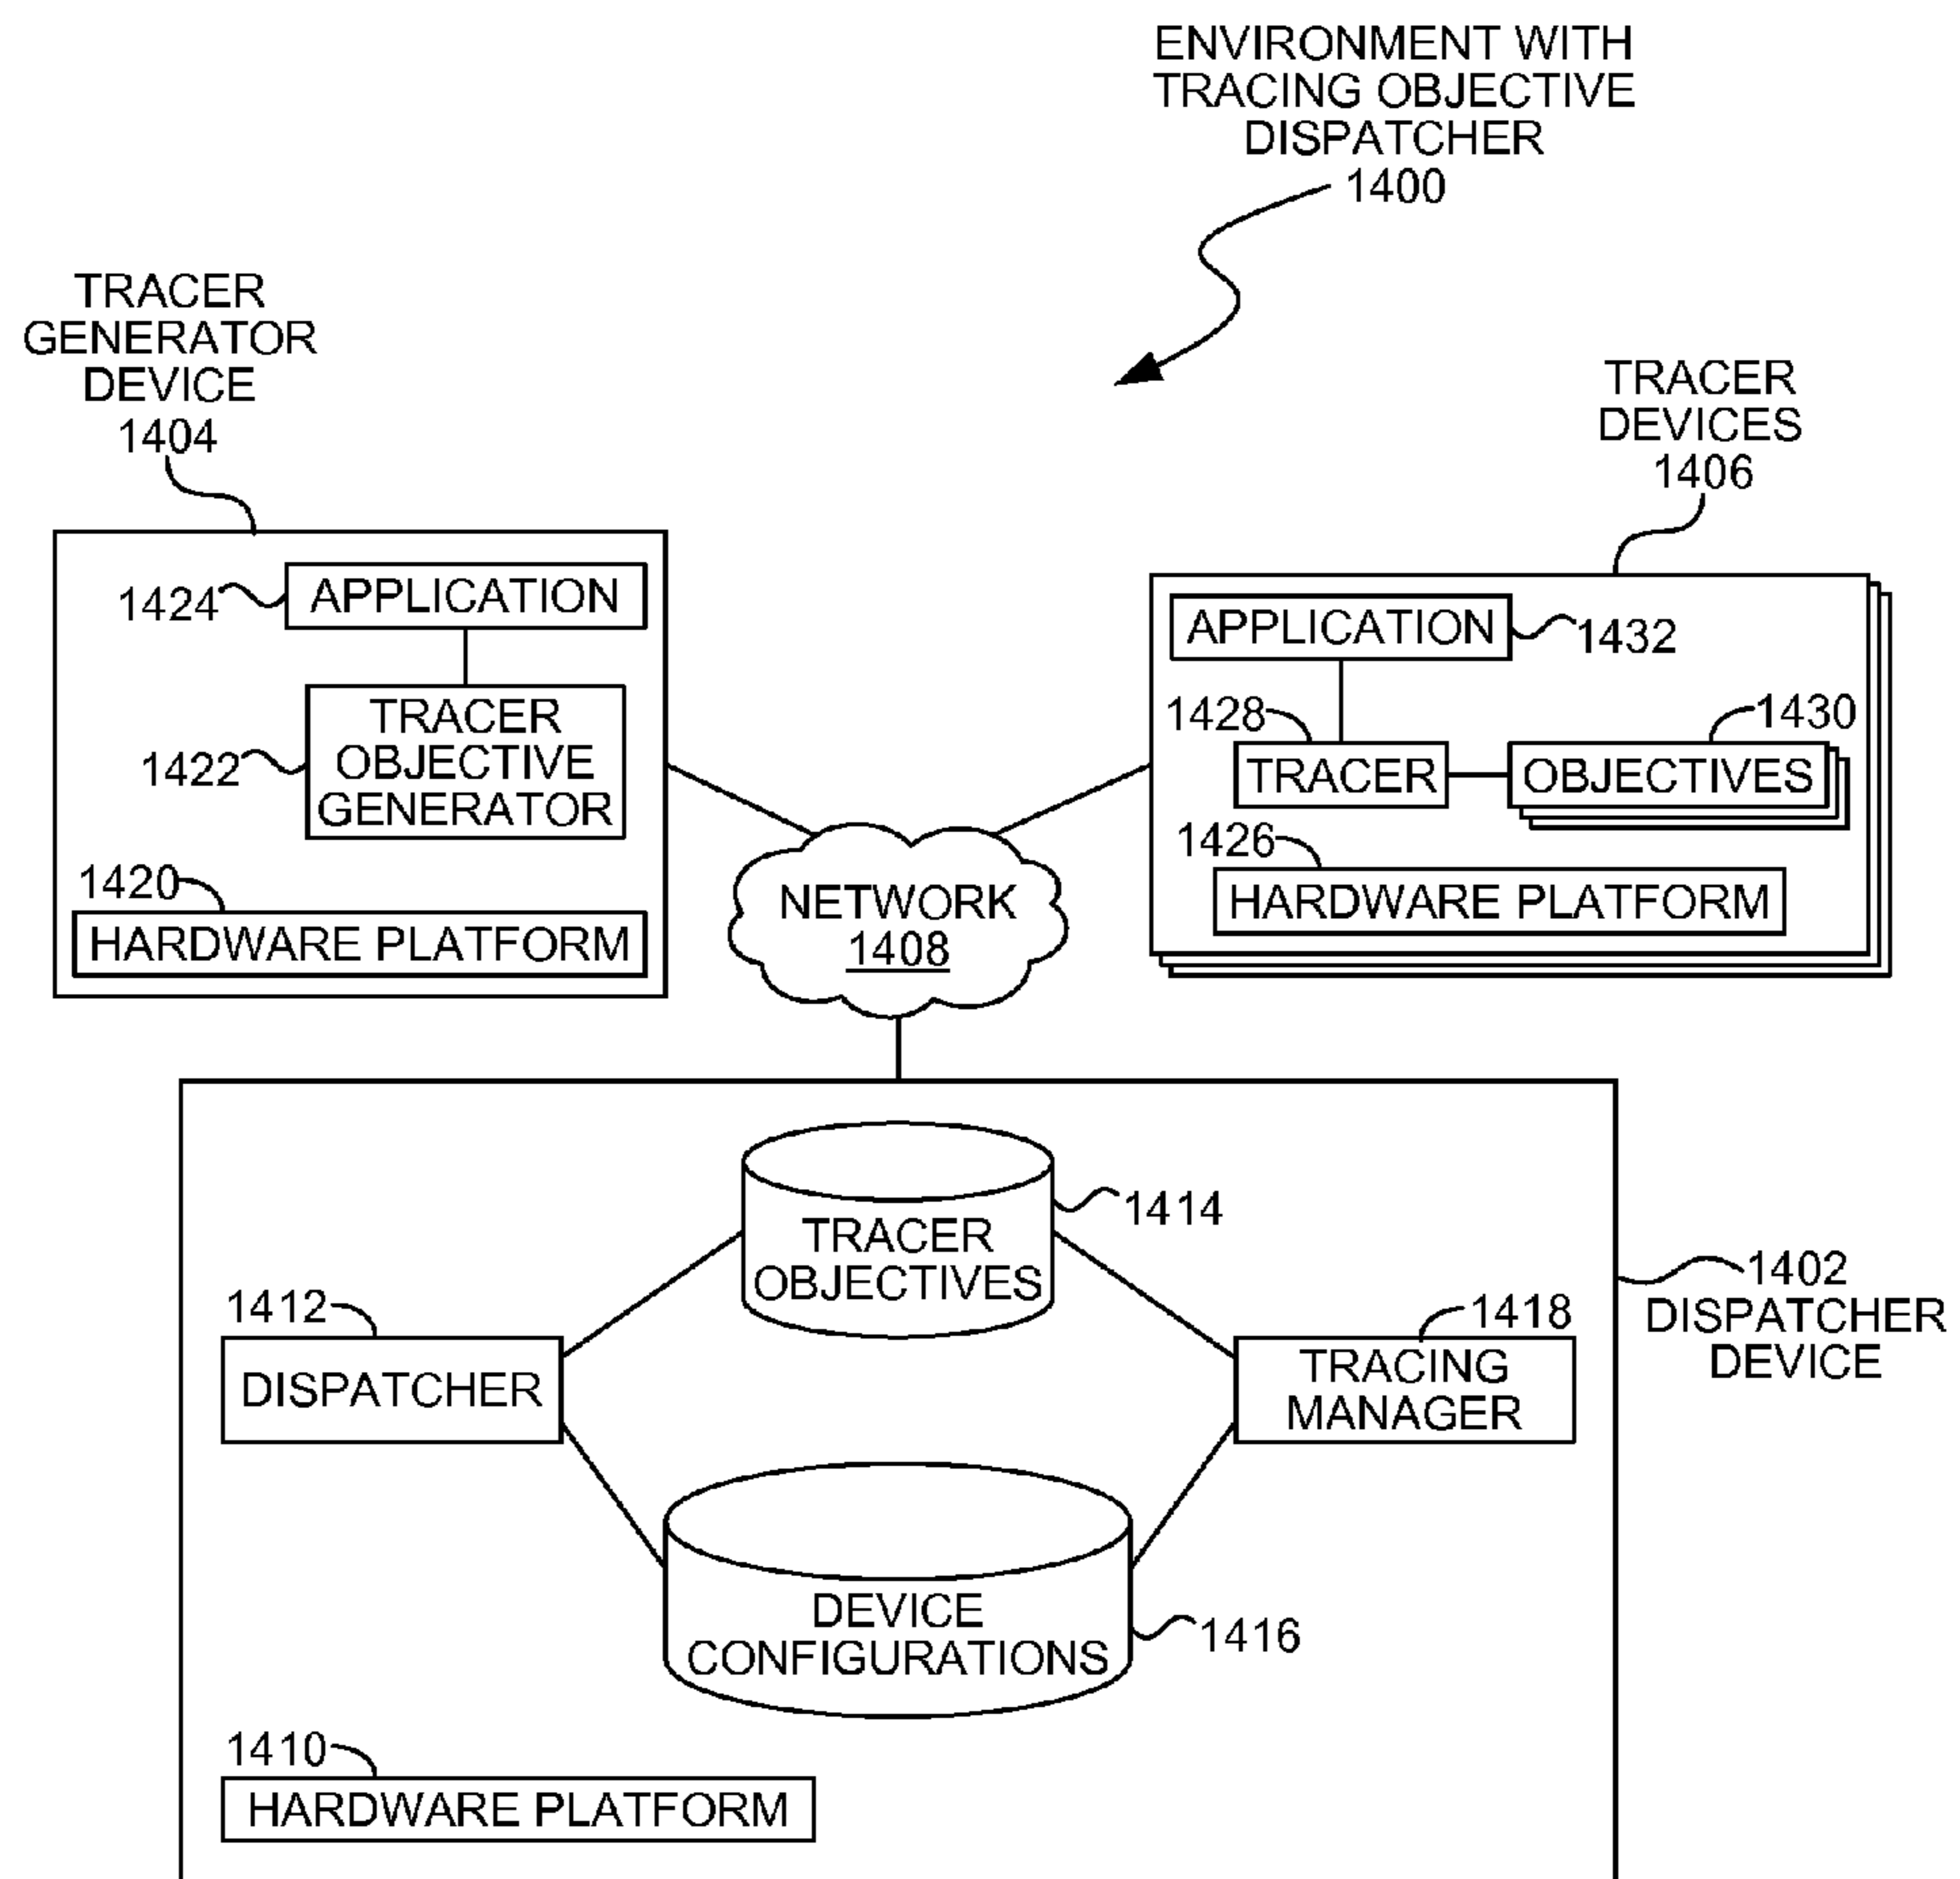 ENVIRONMENT WITH
TRACING OBJECTIVE
DISPATCHER
1400
TRACER
GENERATOR
DEVICE
1404
TRACER
DEVICES
1406
1424
APPLICATION
1422
TRACER
OBJECTIVE
GENERATOR
1420
HARDWARE PLATFORM
APPLICATION
1432
1428
1430
TRACER
OBJECTIVES
1426
HARDWARE PLATFORM
NETWORK
1408
1414
TRACER
OBJECTIVES
1402
DISPATCHER
DEVICE
1412
DISPATCHER
1418
TRACING
MANAGER
DEVICE
CONFIGURATIONS
1416
1410
HARDWARE PLATFORM